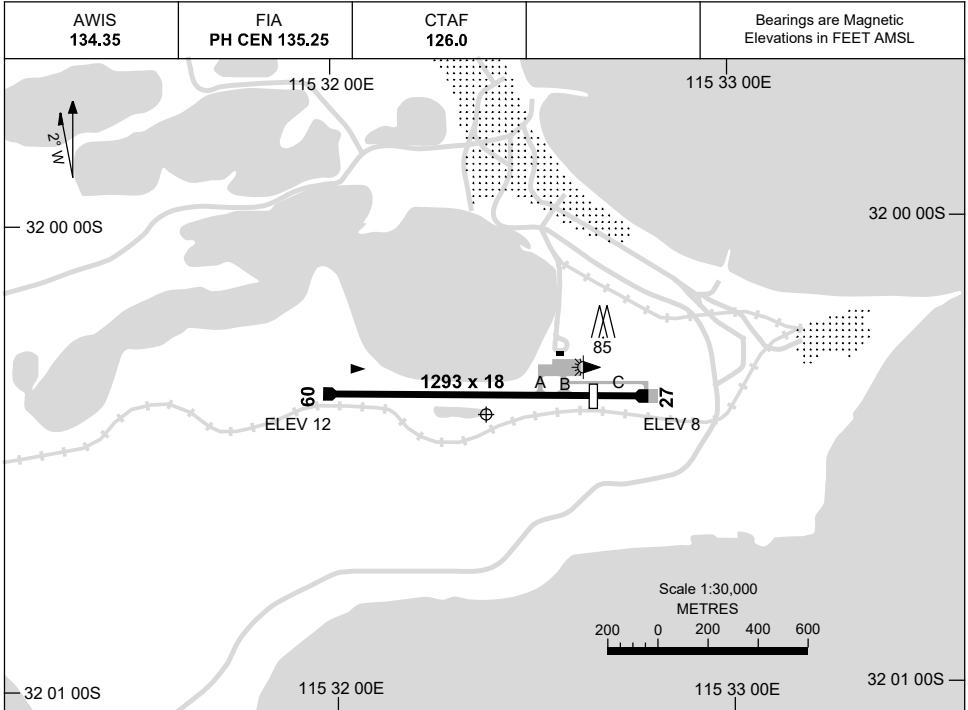 AWIS
134.35
FIA
PH CEN 135.25
CTAF
126.0
Bearings are Magnetic
Elevations in FEET AMSL
115 32 00E
115 33 00E
2° W
32 00 00S
32 00 00S
85
1293 x 18
A
B
C
09
27
ELEV 12
ELEV 8
Scale 1:30,000
METRES
200 0 200 400 600
32 01 00S
115 32 00E
115 33 00E
32 01 00S